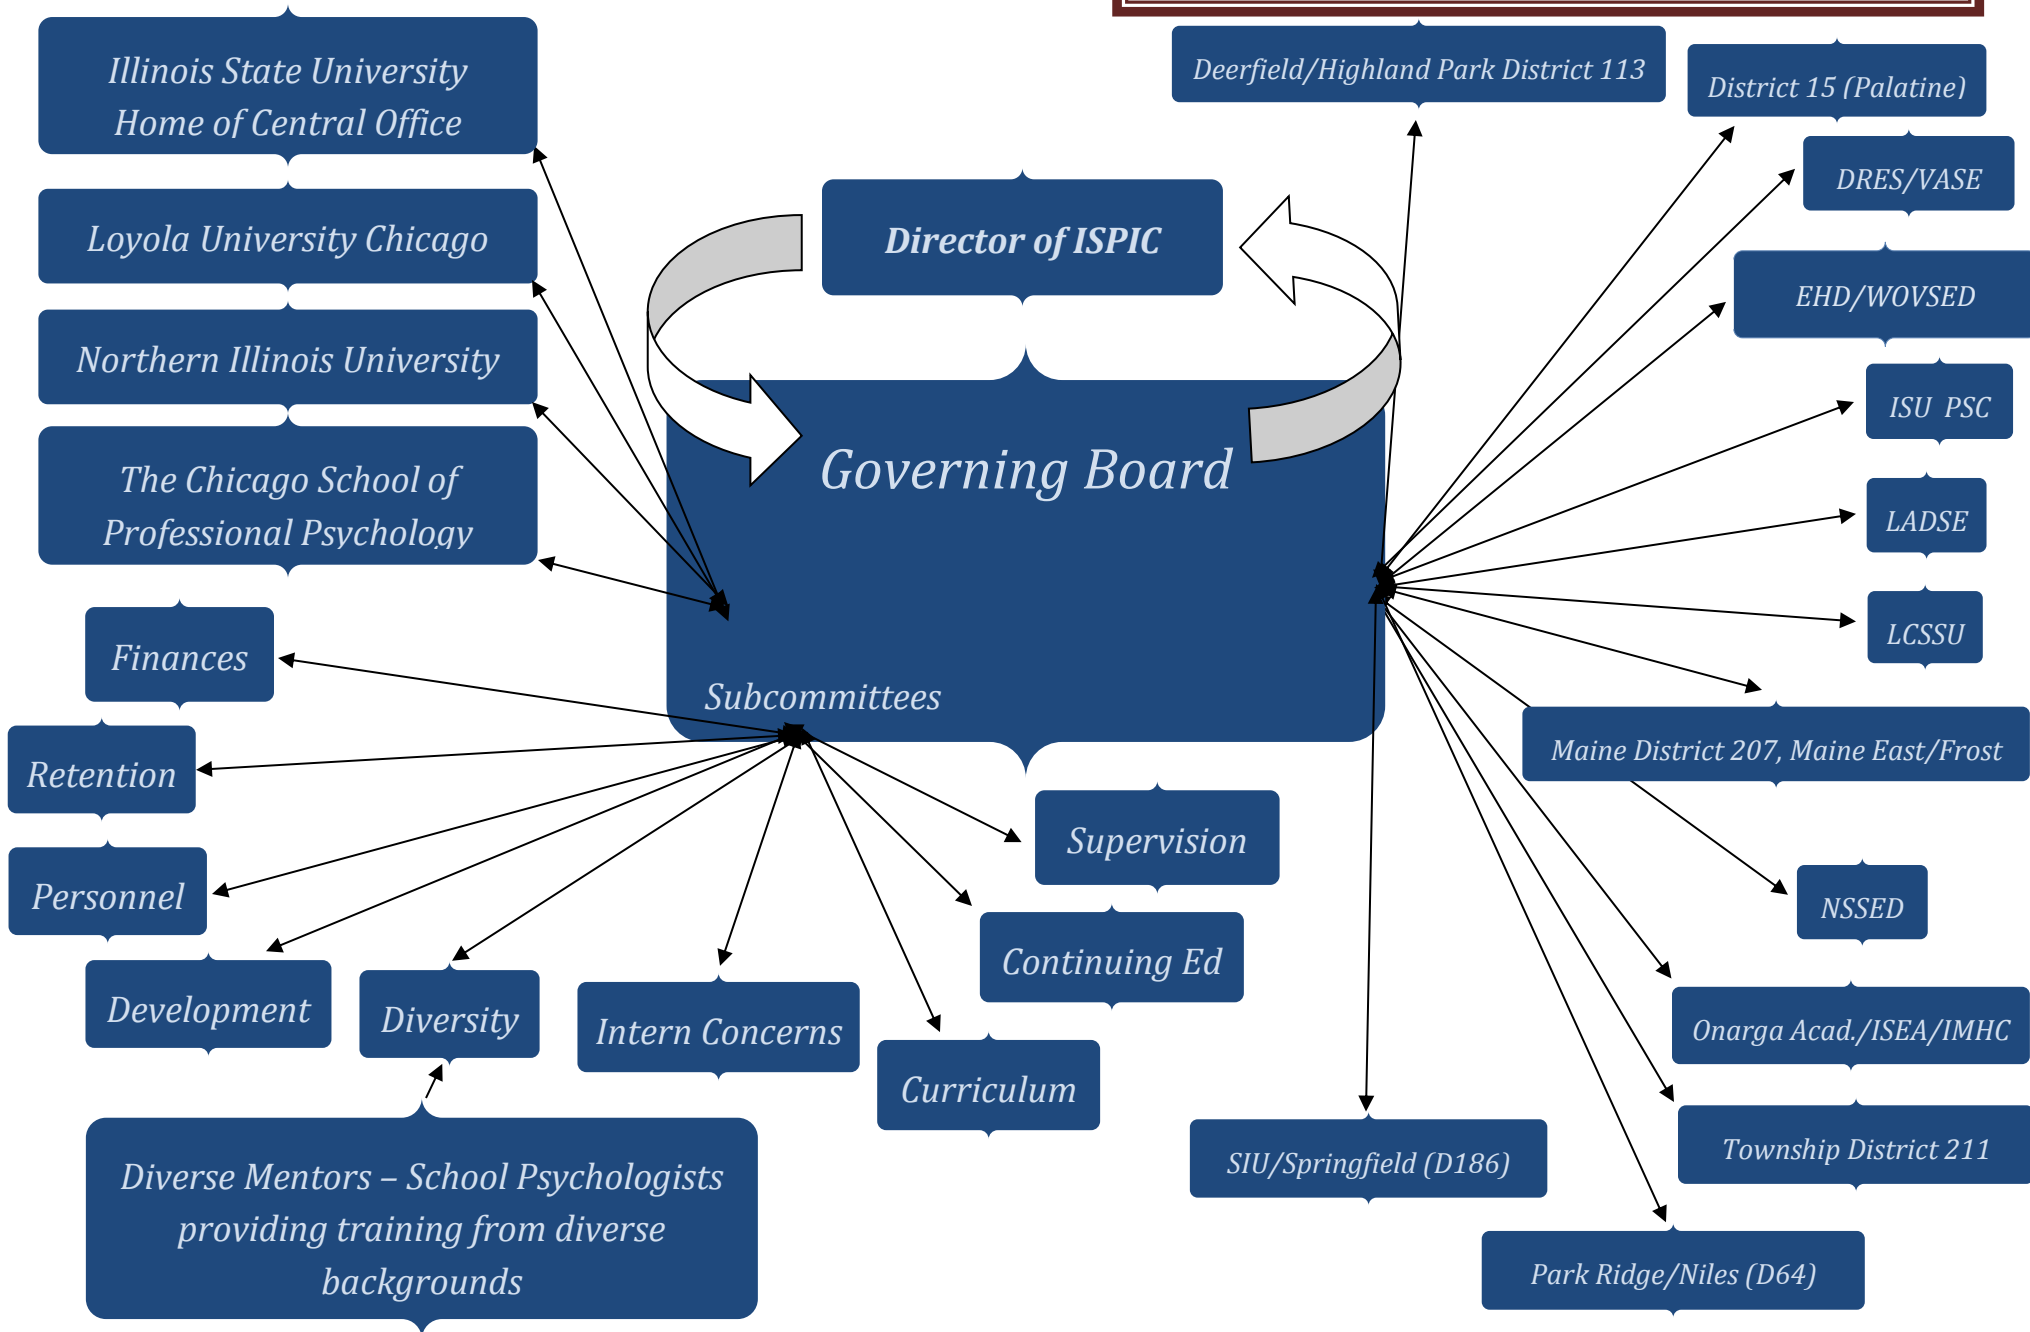 Illinois State University
Home of Central Office
Loyola University Chicago
Northern Illinois University
The Chicago School of
Professional Psychology
Director of ISPIC
Governing Board
Subcommittees
Deerfield/Highland Park District 113
District 15 (Palatine)
DRES/VASE
EHD/WOVSED
ISU PSC
LADSE
LCSSU
Maine District 207, Maine East/Frost
NSSED
Onarga Acad./ISEA/IMHC
Township District 211
Park Ridge/Niles (D64)
SIU/Springfield (D186)
Finances
Retention
Personnel
Development
Diversity
Intern Concerns
Curriculum
Continuing Ed
Supervision
Diverse Mentors – School Psychologists
providing training from diverse
backgrounds